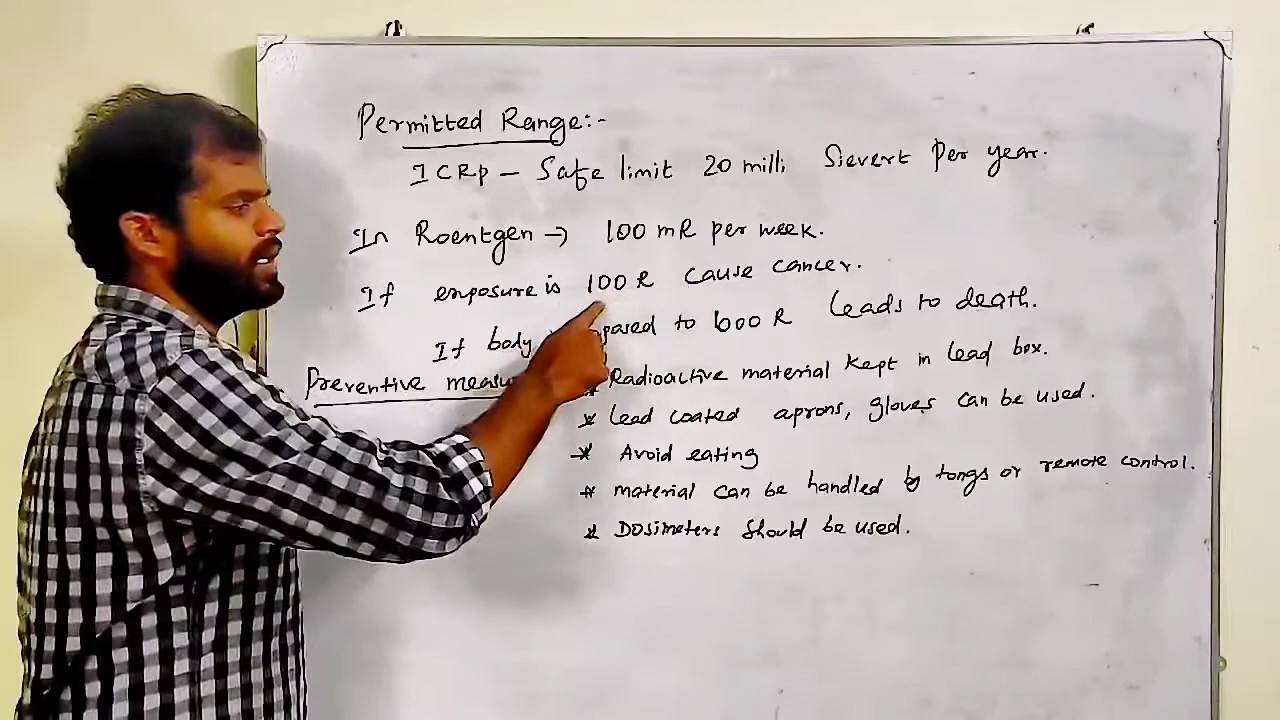 Permitted Range:-
ICRP - Safe limit 20 milli Sievert Per year.
In Roentgen → 100 mR per week.
If exposure is 100 R cause cancer.
If body to 600 R Leads to death.
Preventive
* Radioactive material kept in lead box.
* Lead coated aprons, gloves can be used.
* Avoid eating
* material can be handled by tongs or remote control.
* Dosimeters should be used.